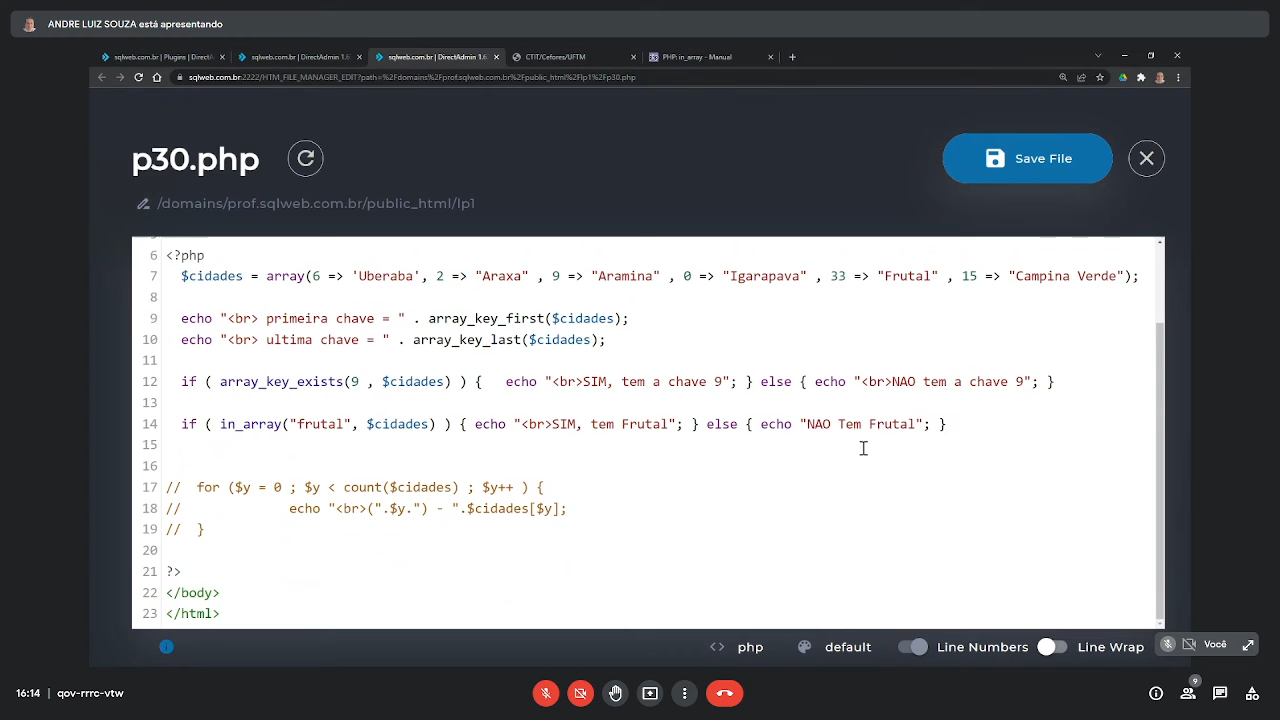 ANDRE LUIZ SOUZA está apresentando
sqlweb.com.br | Plugins | DirectA
sqlweb.com.br | DirectAdmin 1.6
sqlweb.com.br | DirectAdmin 1.6
CTIT/Cefores/UFTM
PHP: in_array - Manual
sqlweb.com.br:2222/HTM_FILE_MANAGER_EDIT?path=%2Fdomains%2Fprof.sqlweb.com.br%2Fpublic_html%2Flp1%2Fp30.php
p30.php
Save File
/domains/prof.sqlweb.com.br/public_html/lp1
6 <?php
7 $cidades = array(6 => 'Uberaba', 2 => "Araxa" , 9 => "Aramina" , 0 => "Igarapava" , 33 => "Frutal" , 15 => "Campina Verde");
8
9 echo "<br> primeira chave = " . array_key_first($cidades);
10 echo "<br> ultima chave = " . array_key_last($cidades);
11
12 if ( array_key_exists(9 , $cidades) ) { echo "<br>SIM, tem a chave 9"; } else { echo "<br>NAO tem a chave 9"; }
13
14 if ( in_array("frutal", $cidades) ) { echo "<br>SIM, tem Frutal"; } else { echo "NAO Tem Frutal"; }
15
16
17 // for ($y = 0 ; $y < count($cidades) ; $y++ ) {
18 // echo "<br>(".$y.") - ".$cidades[$y];
19 // }
20
21 ?>
22 </body>
23 </html>
php
default
Line Numbers
Line Wrap
Você
16:14 | qov-rrrc-vtw
9